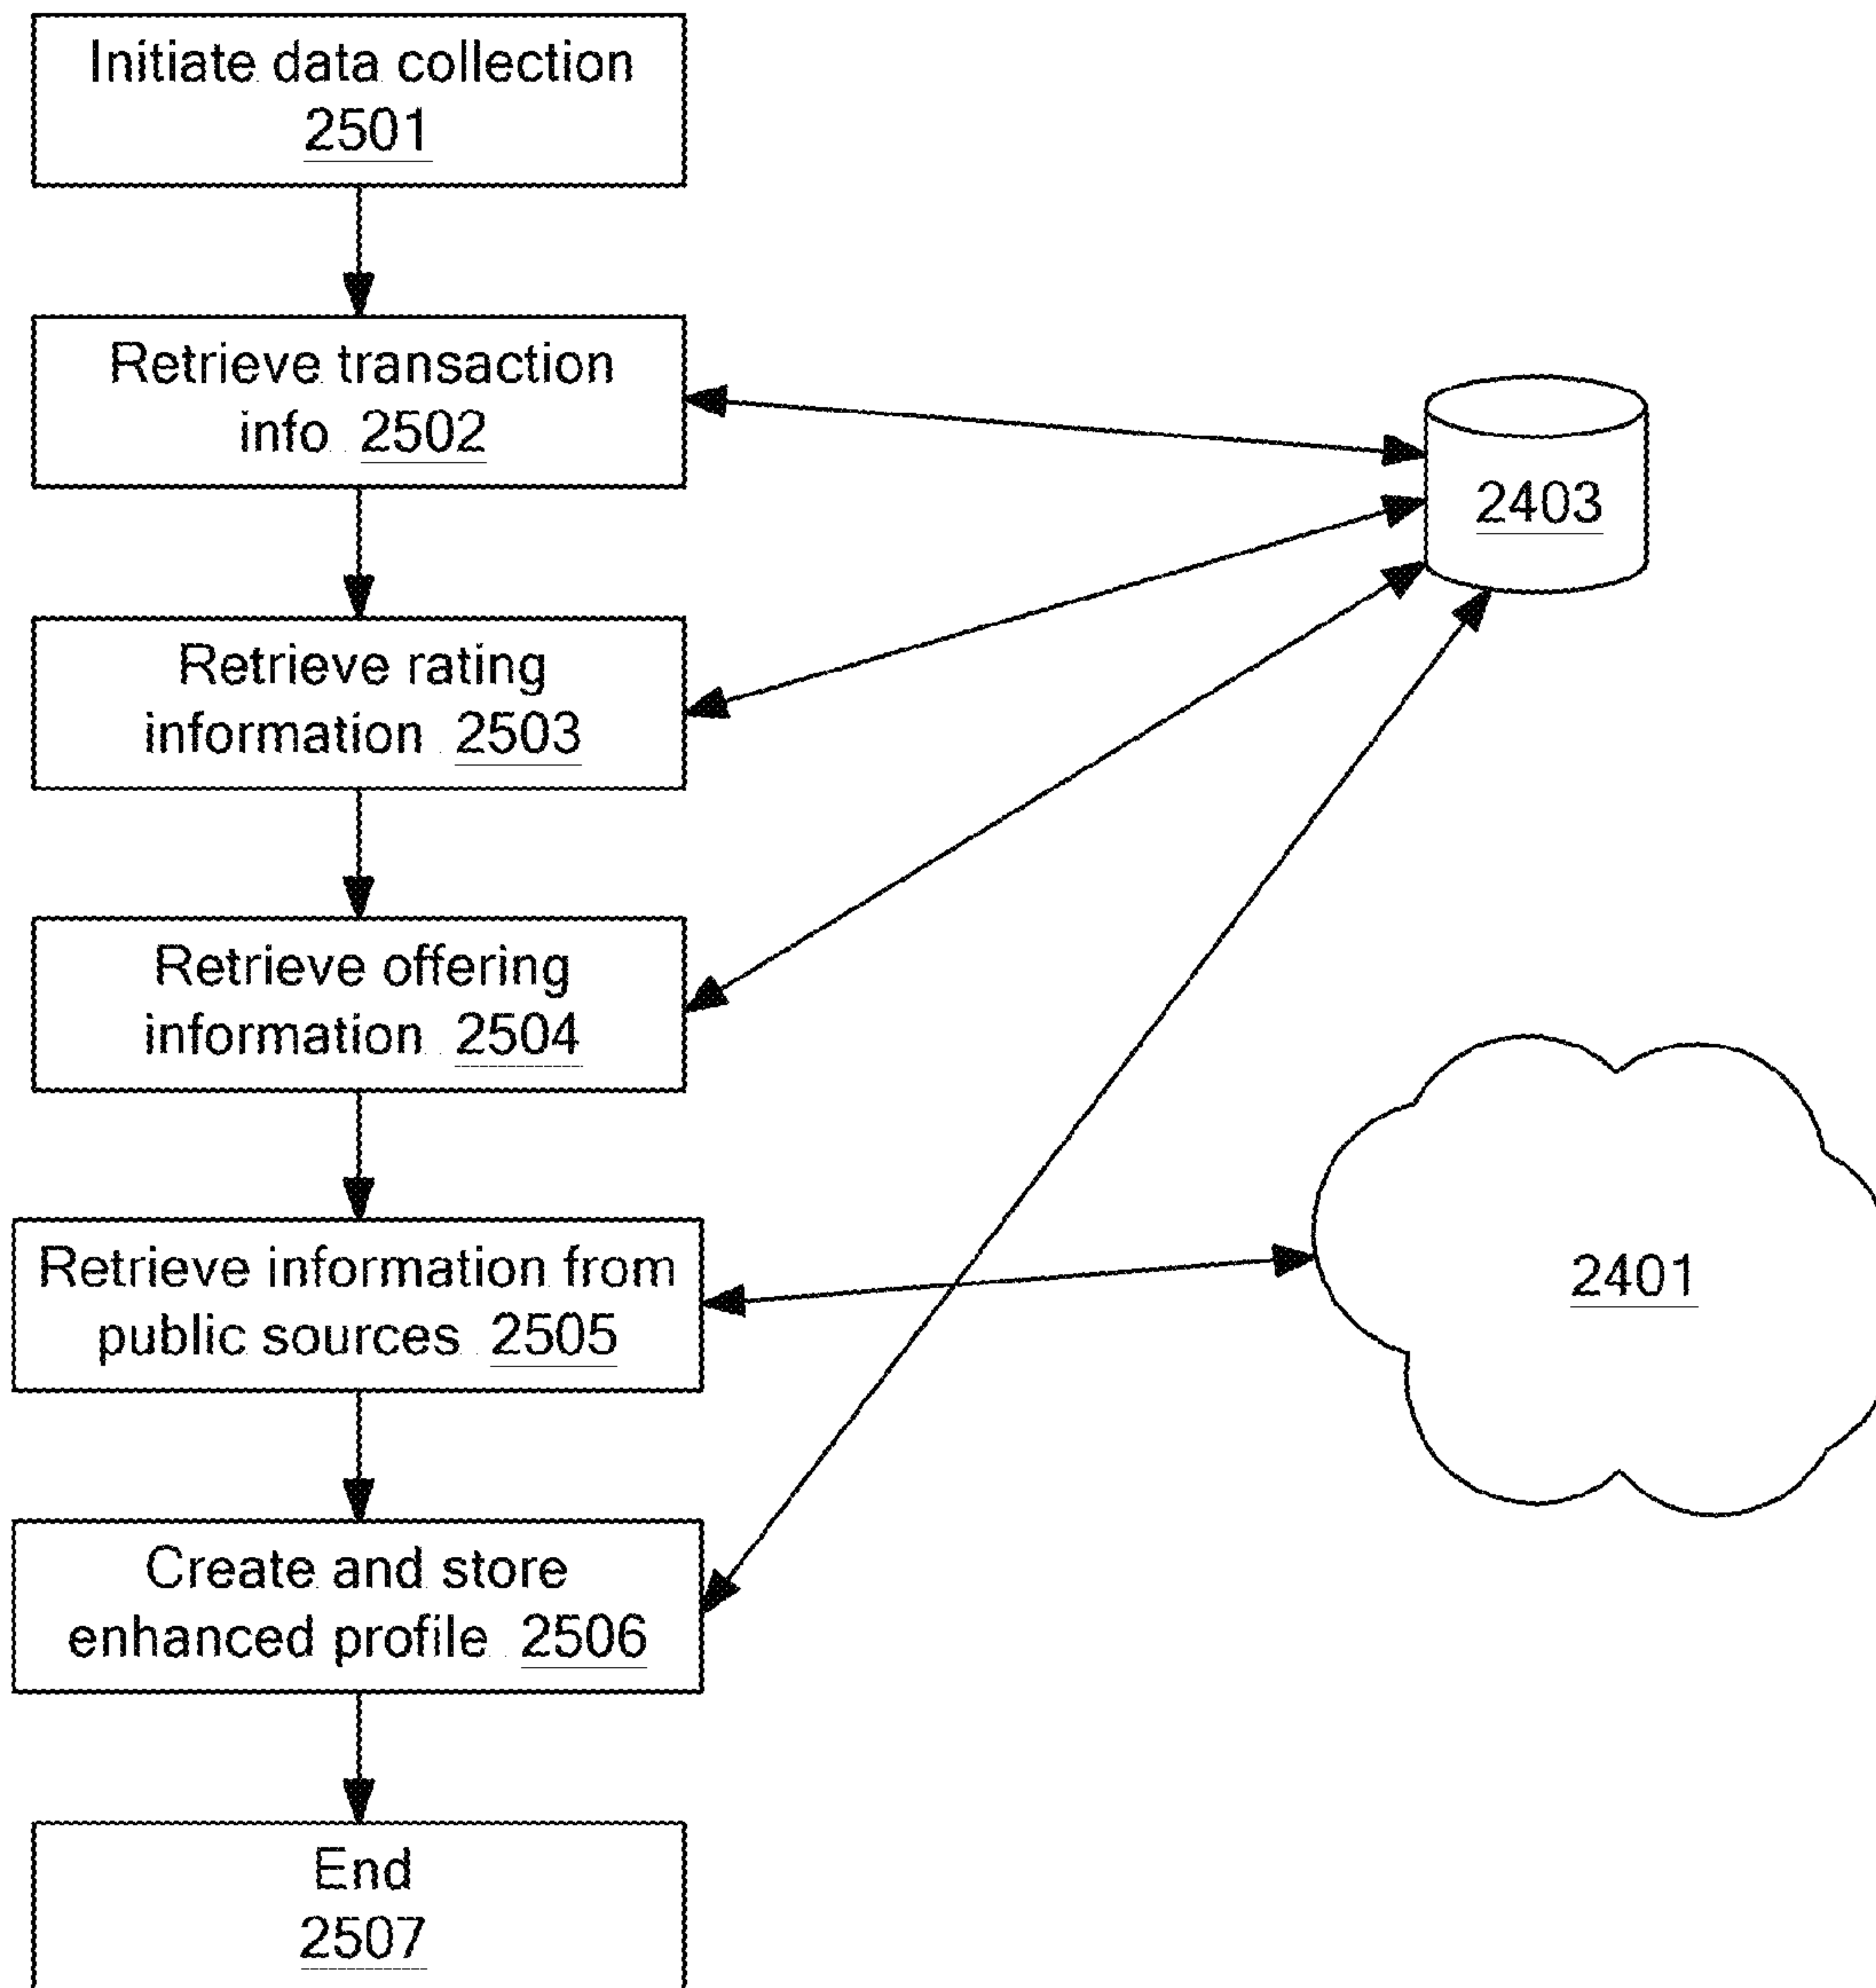 Initiate data collection
2501
Retrieve transaction
info 2502
2403
Retrieve rating
information 2503
Retrieve offering
information 2504
Retrieve information from
public sources 2505
2401
Create and store
enhanced profile 2506
End
2507